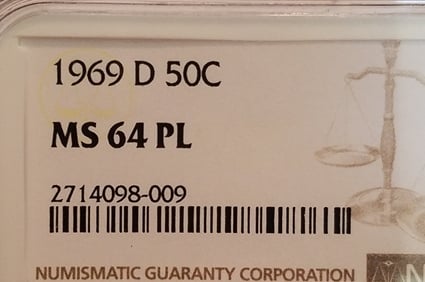 1969 D 50C
MS 64 PL
2714098-009
NUMISMATIC GUARANTY CORPORATION